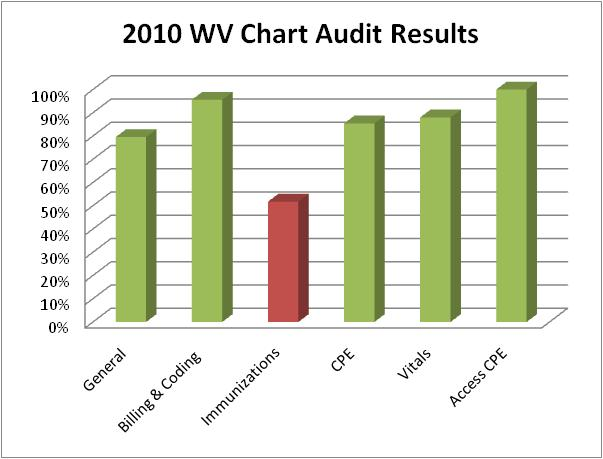 2010 WV Chart Audit Results
100%
90%
80%
70%
60%
50%
40%
30%
20%
10%
0%
General
Billing & Coding
Immunizations
CPE
Vitals
Access CPE